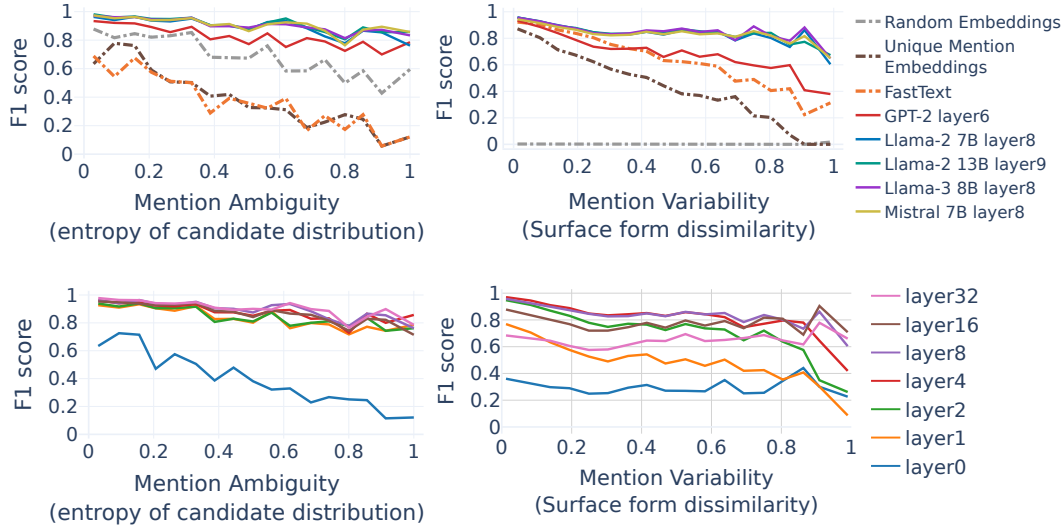 1
0.8
0.6
0.4
0.2
0
F1 score
0
0.2
0.4
0.6
0.8
1
Mention Ambiguity
(entropy of candidate distribution)
1
0.8
0.6
0.4
0.2
0
F1 score
0
0.2
0.4
0.6
0.8
1
Mention Variability
(Surface form dissimilarity)
Random Embeddings
Unique Mention
Embeddings
FastText
GPT-2 layer6
Llama-2 7B layer8
Llama-2 13B layer9
Llama-3 8B layer8
Mistral 7B layer8
1
0.8
0.6
0.4
0.2
0
F1 score
0
0.2
0.4
0.6
0.8
1
Mention Ambiguity
(entropy of candidate distribution)
1
0.8
0.6
0.4
0.2
0
F1 score
0
0.2
0.4
0.6
0.8
1
Mention Variability
(Surface form dissimilarity)
layer32
layer16
layer8
layer4
layer2
layer1
layer0